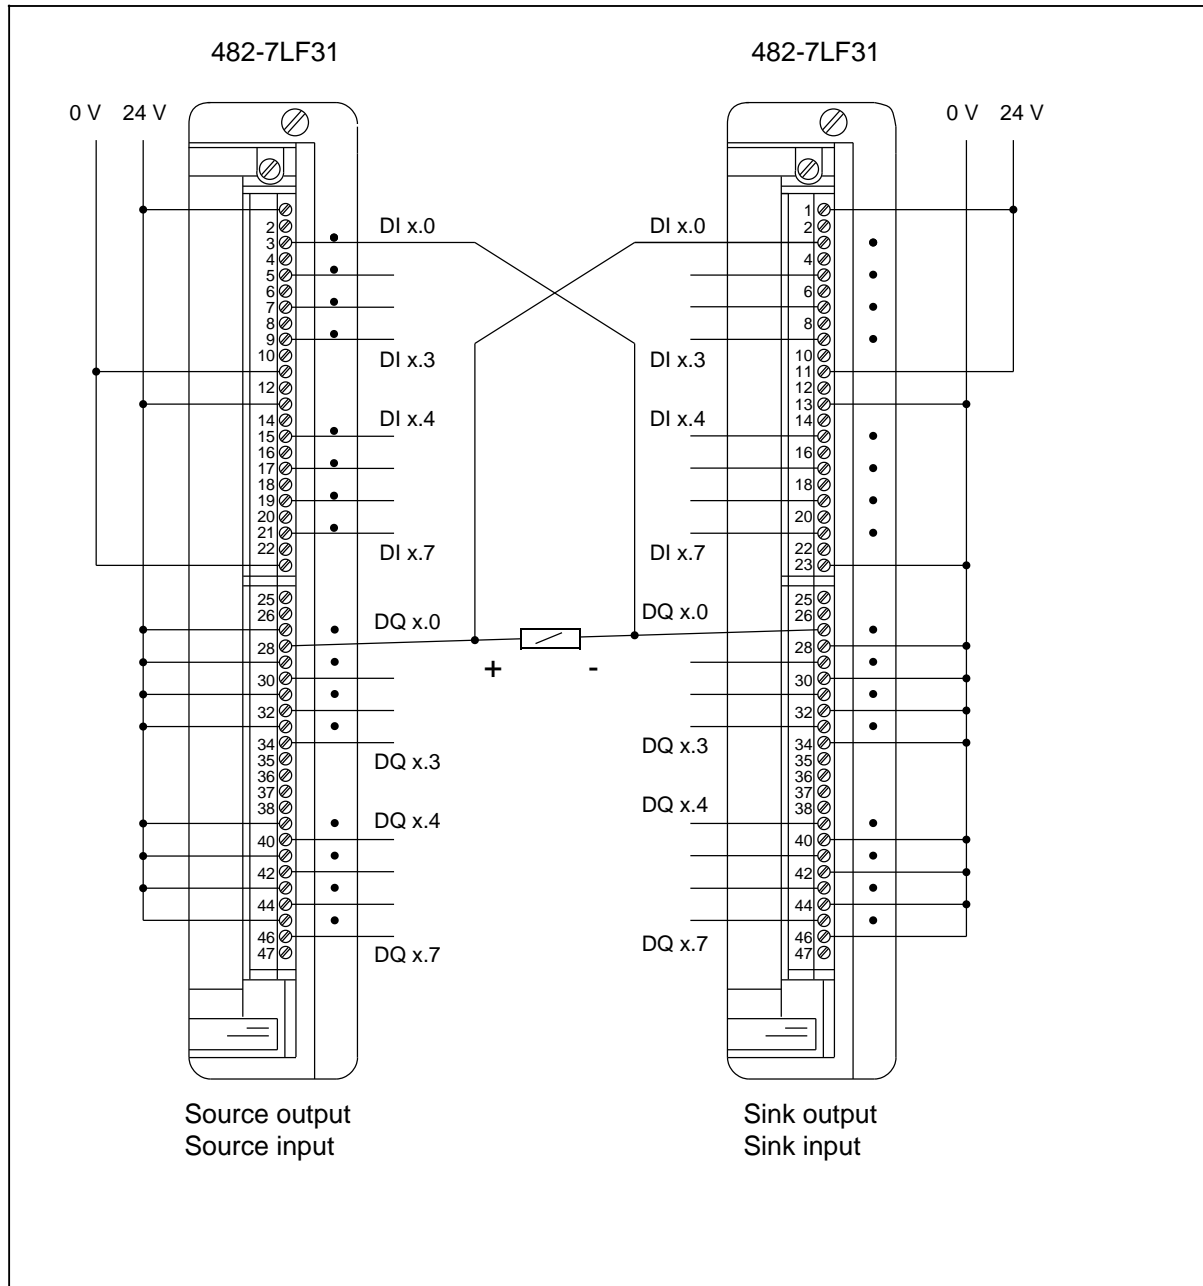 482-7LF31
482-7LF31
0 V 24 V
0 V 24 V
2
3
4
5
6
7
8
9
10
12
14
15
16
17
18
19
20
21
22
25
26
28
30
32
34
35
36
37
38
40
42
44
46
47
DI x.0
DI x.3
DI x.4
DI x.7
DQ x.0
DQ x.3
DQ x.4
DQ x.7
+ -
DI x.0
DI x.3
DI x.4
DI x.7
DQ x.0
DQ x.3
DQ x.4
DQ x.7
1
2
4
6
8
10
11
12
13
14
16
18
20
22
23
25
26
28
30
32
34
35
36
37
38
40
42
44
46
47
Source output
Source input
Sink output
Sink input